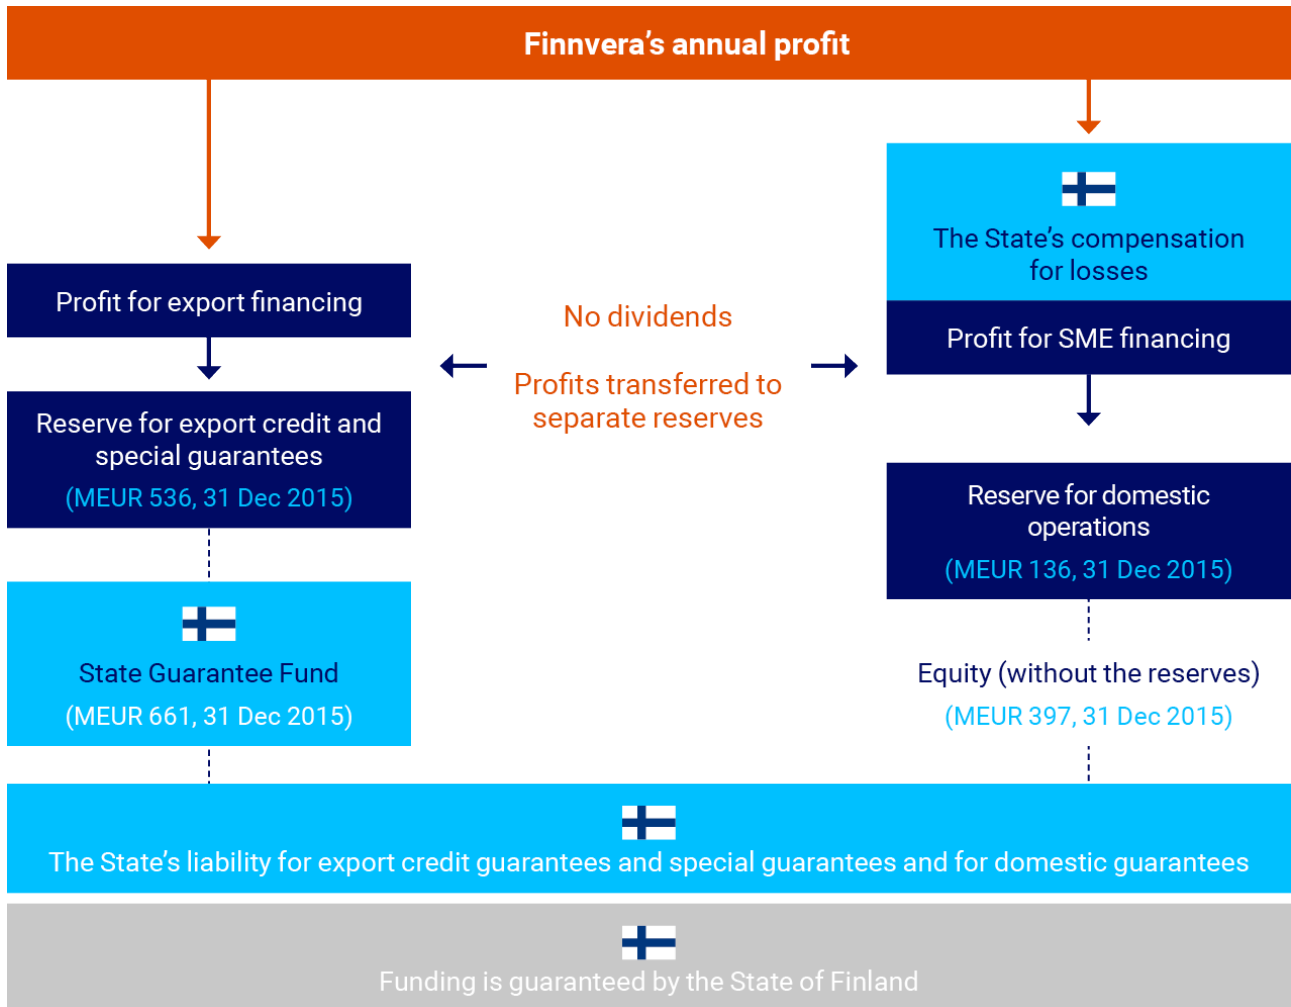 Finnvera’s annual profit
Profit for export financing
Reserve for export credit and
special guarantees
(MEUR 536, 31 Dec 2015)
State Guarantee Fund
(MEUR 661, 31 Dec 2015)
No dividends
Profits transferred to
separate reserves
The State’s compensation
for losses
Profit for SME financing
Reserve for domestic
operations
(MEUR 136, 31 Dec 2015)
Equity (without the reserves)
(MEUR 397, 31 Dec 2015)
The State’s liability for export credit guarantees and special guarantees and for domestic guarantees
Funding is guaranteed by the State of Finland